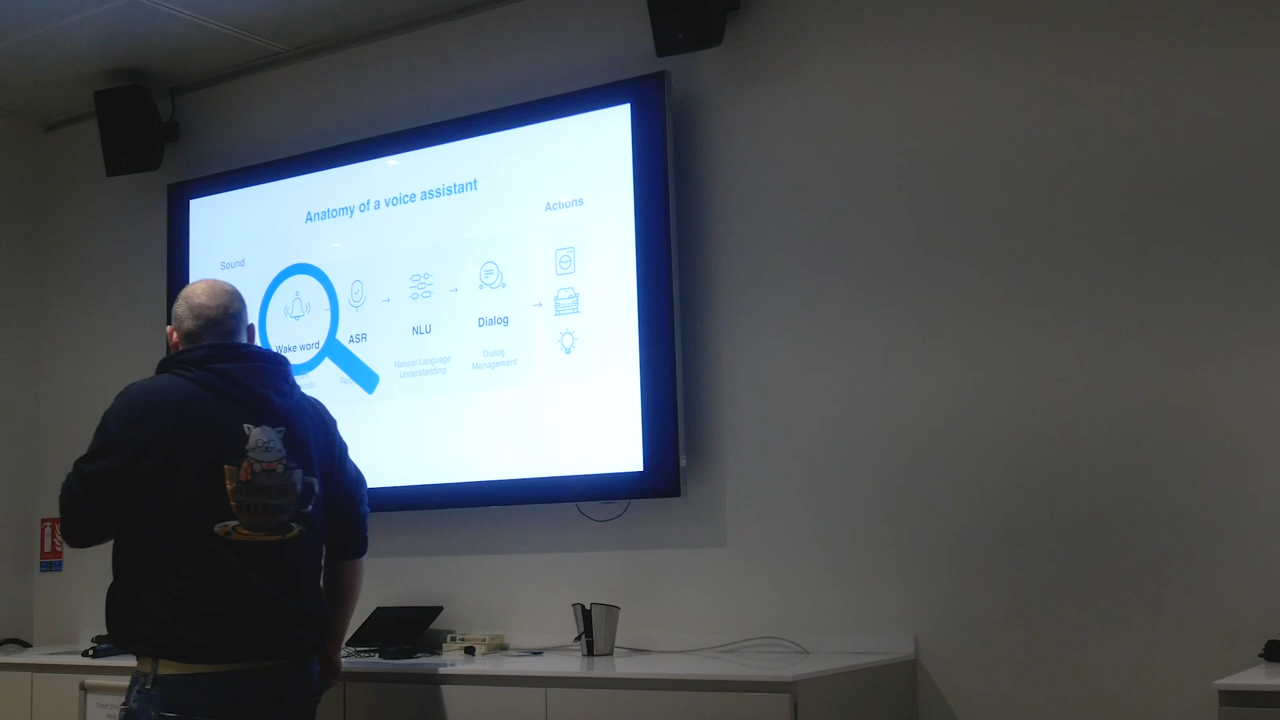 Anatomy of a voice assistant
Actions
Sound
Wake word
ASR
NLU
Dialog
Natural Language
Understanding
Dialog
Management